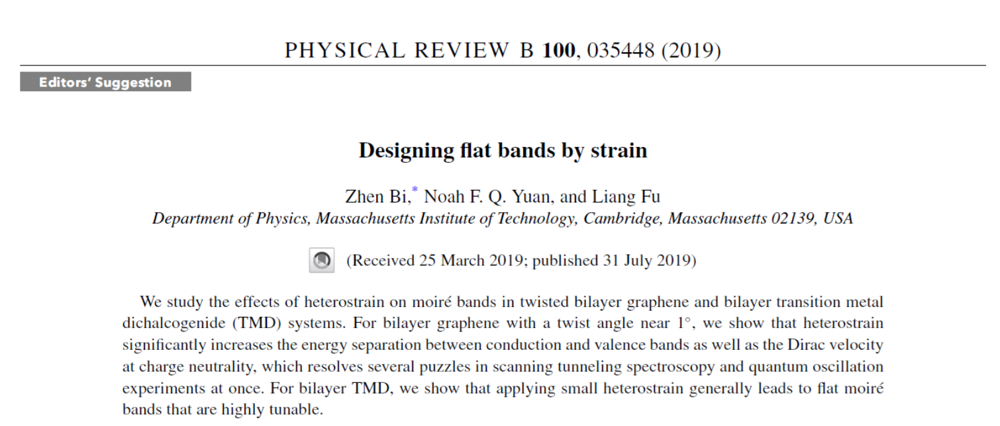 PHYSICAL REVIEW B 100, 035448 (2019)
Editors' Suggestion
Designing flat bands by strain
Zhen Bi,* Noah F. Q. Yuan, and Liang Fu
Department of Physics, Massachusetts Institute of Technology, Cambridge, Massachusetts 02139, USA
(Received 25 March 2019; published 31 July 2019)
We study the effects of heterostrain on moiré bands in twisted bilayer graphene and bilayer transition metal
dichalcogenide (TMD) systems. For bilayer graphene with a twist angle near 1°, we show that heterostrain
significantly increases the energy separation between conduction and valence bands as well as the Dirac velocity
at charge neutrality, which resolves several puzzles in scanning tunneling spectroscopy and quantum oscillation
experiments at once. For bilayer TMD, we show that applying small heterostrain generally leads to flat moiré
bands that are highly tunable.